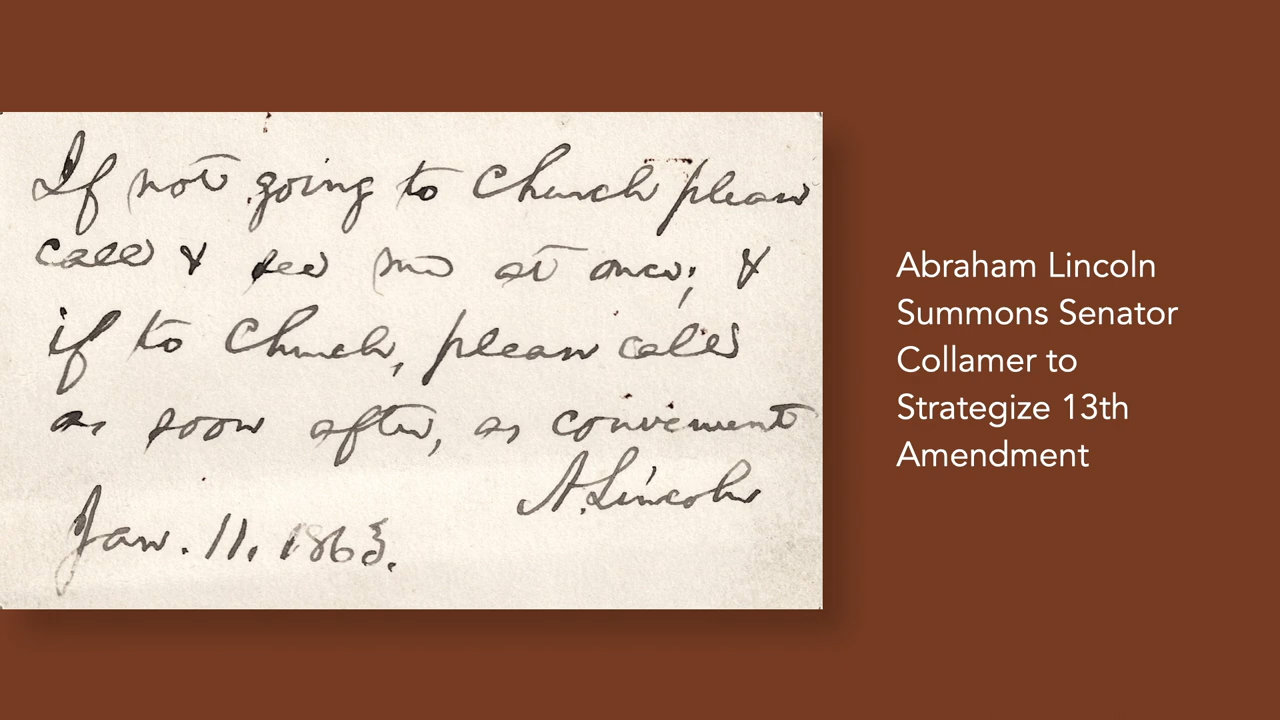 If not going to Church please
call & see me at once; &
if to Church, please call
as soon after, as convenient
A. Lincoln
Jan. 11. 1863.
Abraham Lincoln
Summons Senator
Collamer to
Strategize 13th
Amendment